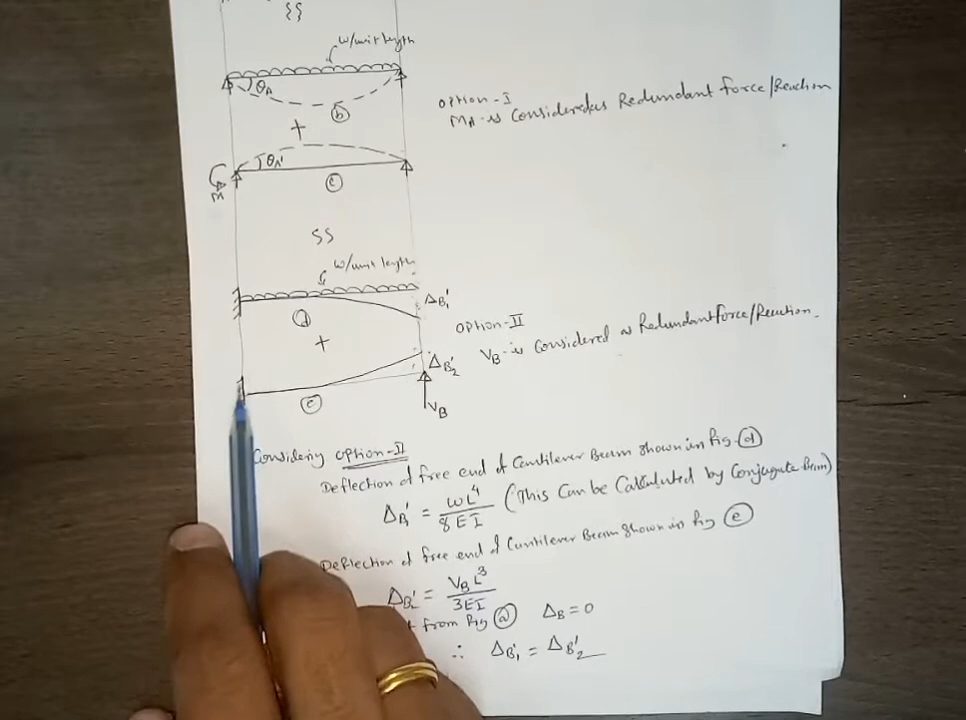 w/unit length
θA
b
+
Option-I
MA is Considered as Redundant force/Reaction
θA'
M
c
w/unit length
ΔB1'
d
Option-II
+
VB is Considered as Redundant force/Reaction.
ΔB2'
e
VB
Considering option-II
Deflection of free end of Cantilever Beam shown in fig. d
ΔB1' = wL⁴/8EI (This Can be Calculated by Conjugate Beam)
Deflection of free end of Cantilever Beam shown in fig e
ΔB2' = VB L³/3EI
from fig a ΔB = 0
∴ ΔB1' = ΔB2'